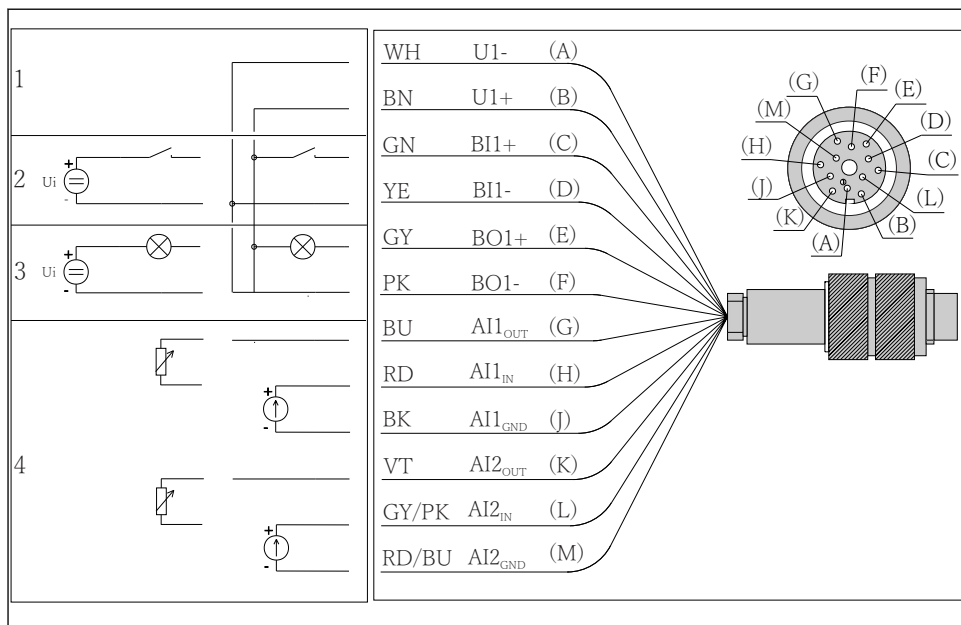 1
2
+
Ui
-
3
+
Ui
-
4
+
-
+
-
WH U1- (A)
BN U1+ (B)
GN BI1+ (C)
YE BI1- (D)
GY BO1+ (E)
PK BO1- (F)
BU AI1OUT (G)
RD AI1IN (H)
BK AI1GND (J)
VT AI2OUT (K)
GY/PK AI2IN (L)
RD/BU AI2GND (M)
(F)
(G) (E)
(M) (D)
(H) (C)
(J) (L)
(K) (B)
(A)